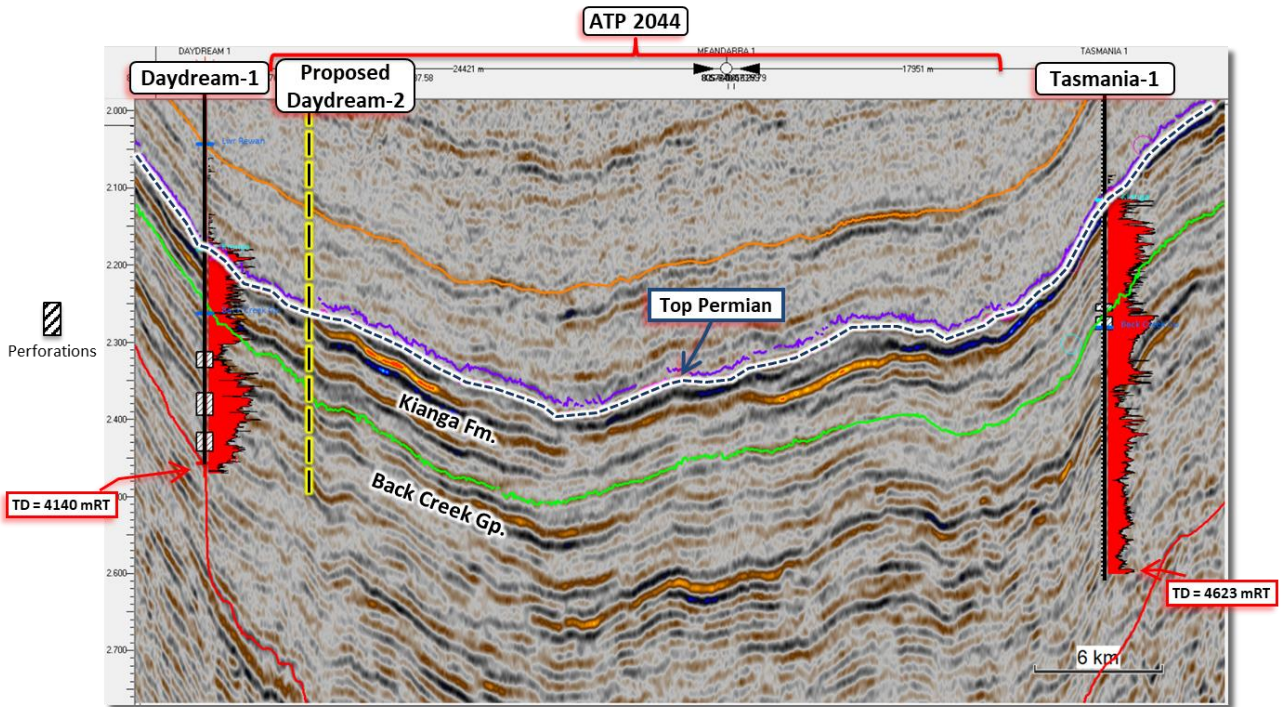 ATP 2044
DAYDREAM 1
MEANDARRA 1
TASMANIA 1
24421 m
17951 m
Daydream-1
Proposed
Daydream-2
Tasmania-1
2.000
2.100
2.200
2.300
2.400
2.600
2.700
Lwr Rewan
Top Permian
Perforations
Kianga Fm.
Back Creek Gp.
TD = 4140 mRT
TD = 4623 mRT
6 km